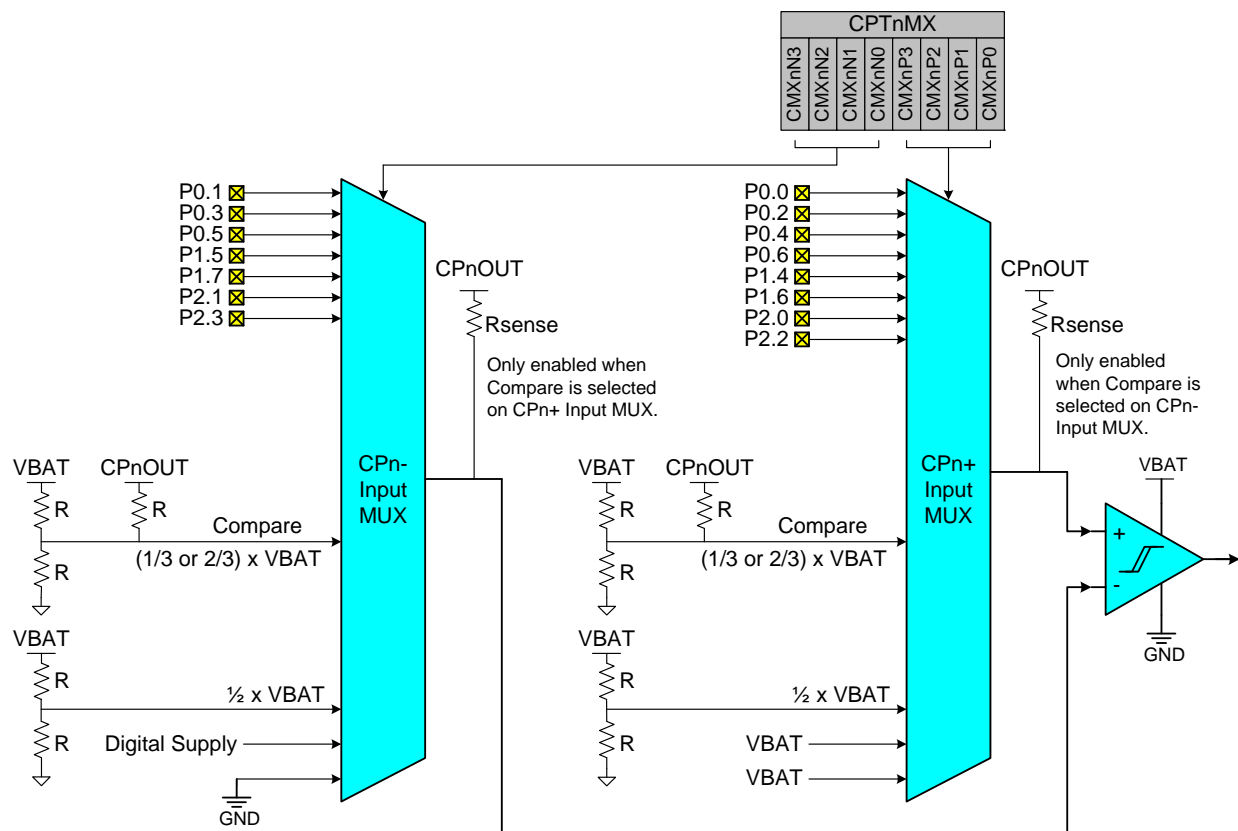 CPTnMX
CMXnN3
CMXnN2
CMXnN1
CMXnN0
CMXnP3
CMXnP2
CMXnP1
CMXnP0
P0.1
P0.3
P0.5
P1.5
P1.7
P2.1
P2.3
CPnOUT
Rsense
Only enabled when
Compare is selected
on CPn+ Input MUX.
VBAT
CPnOUT
R
R
Compare
(1/3 or 2/3) x VBAT
R
CPn-
Input
MUX
VBAT
R
½ x VBAT
R
Digital Supply
GND
P0.0
P0.2
P0.4
P0.6
P1.4
P1.6
P2.0
P2.2
CPnOUT
Rsense
Only enabled
when Compare is
selected on CPn-
Input MUX.
VBAT
CPnOUT
R
R
Compare
(1/3 or 2/3) x VBAT
R
CPn+
Input
MUX
VBAT
R
½ x VBAT
R
VBAT
VBAT
VBAT
+
-
GND